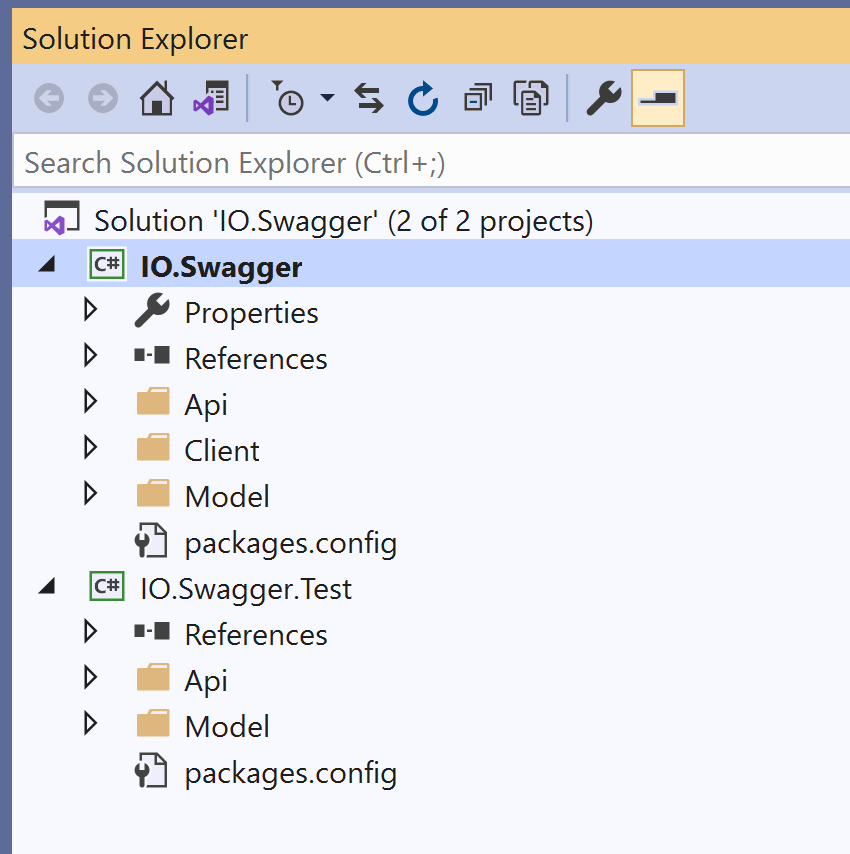 Solution Explorer
Search Solution Explorer (Ctrl+;)
Solution 'IO.Swagger' (2 of 2 projects)
C# IO.Swagger
Properties
References
Api
Client
Model
packages.config
C# IO.Swagger.Test
References
Api
Model
packages.config